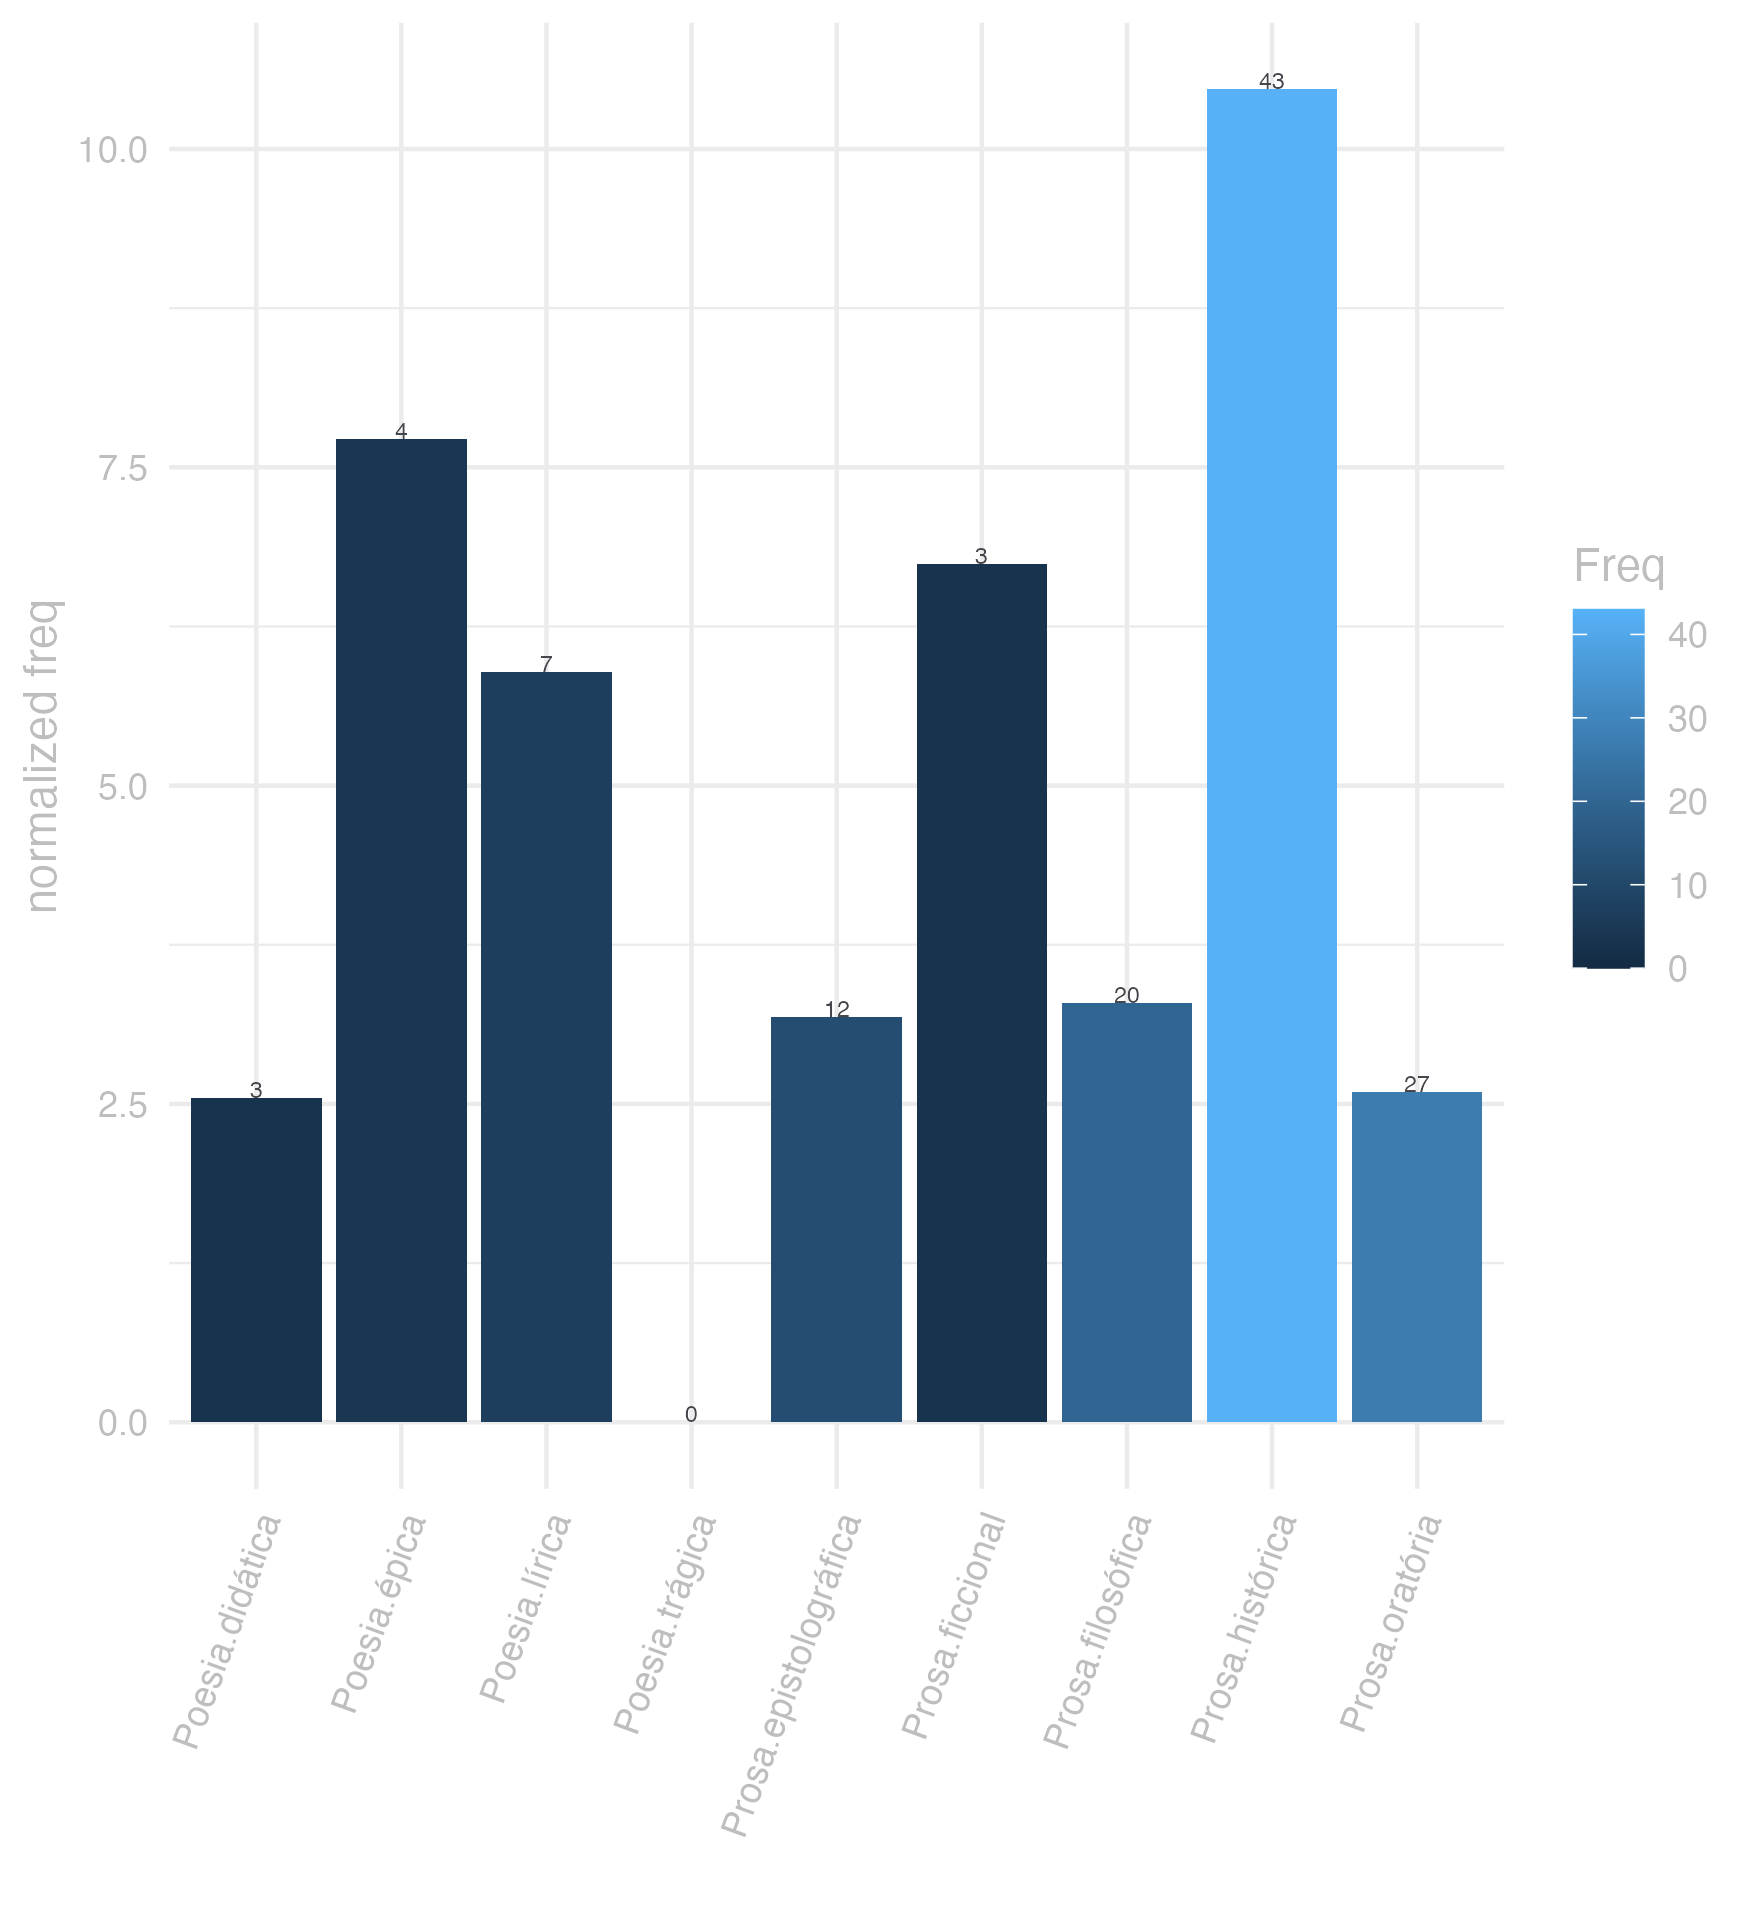 43
10.0
4
7.5
3
Freq
40
7
30
normalized freq
5.0
20
10
0
20
12
27
3
2.5
0
0.0
Poesia.didática
Poesia.épica
Poesia.lírica
Poesia.trágica
Prosa.epistolográfica
Prosa.ficcional
Prosa.filosófica
Prosa.histórica
Prosa.oratória